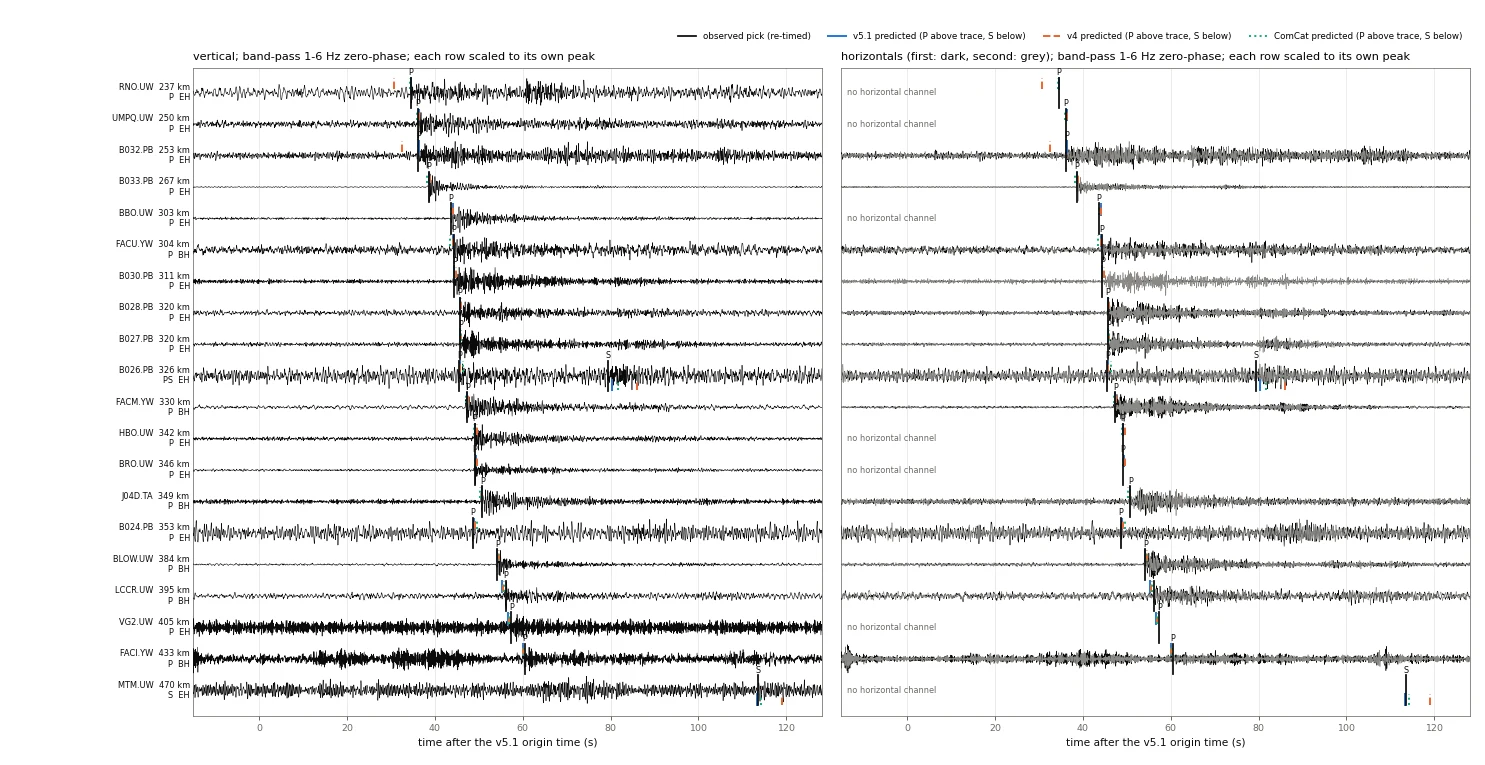 observed pick (re-timed)
v5.1 predicted (P above trace, S below)
v4 predicted (P above trace, S below)
ComCat predicted (P above trace, S below)
vertical; band-pass 1-6 Hz zero-phase; each row scaled to its own peak
horizontals (first: dark, second: grey); band-pass 1-6 Hz zero-phase; each row scaled to its own peak
RNO.UW 237 km
P EH
no horizontal channel
UMPQ.UW 250 km
P EH
no horizontal channel
B032.PB 253 km
P EH
B033.PB 267 km
P EH
BBO.UW 303 km
P EH
no horizontal channel
FACU.YW 304 km
P BH
B030.PB 311 km
P EH
B028.PB 320 km
P EH
B027.PB 320 km
P EH
B026.PB 326 km
PS EH
S
S
FACM.YW 330 km
P BH
HBO.UW 342 km
P EH
no horizontal channel
BRO.UW 346 km
P EH
no horizontal channel
J04D.TA 349 km
P BH
B024.PB 353 km
P EH
BLOW.UW 384 km
P BH
LCCR.UW 395 km
P BH
VG2.UW 405 km
P EH
no horizontal channel
FACI.YW 433 km
P BH
MTM.UW 470 km
S EH
S
no horizontal channel
S
0 20 40 60 80 100 120
0 20 40 60 80 100 120
time after the v5.1 origin time (s)
time after the v5.1 origin time (s)